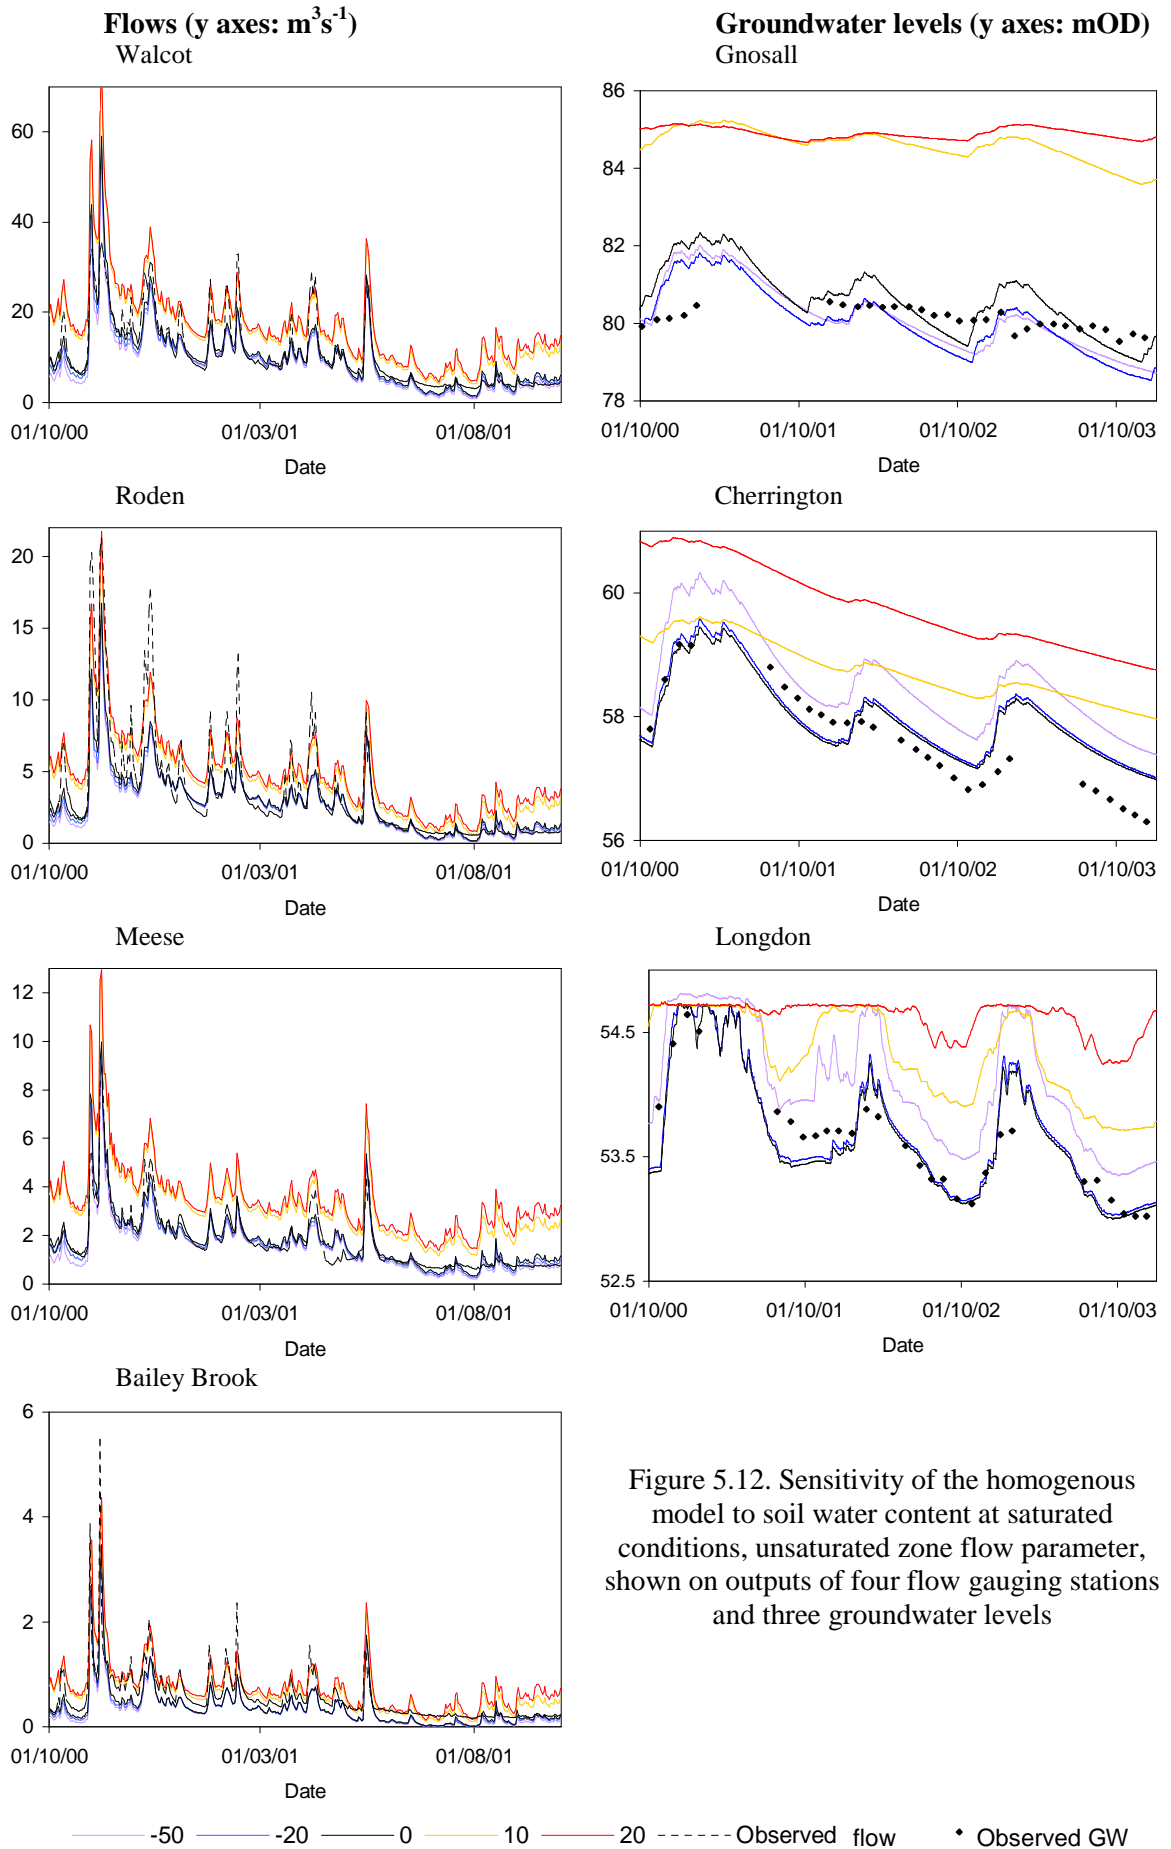 Flows (y axes: m³s⁻¹)
Groundwater levels (y axes: mOD)
Walcot
60
40
20
0
01/10/00 01/03/01 01/08/01
Date
Gnosall
86
84
82
80
78
01/10/00 01/10/01 01/10/02 01/10/03
Date
Roden
20
15
10
5
0
01/10/00 01/03/01 01/08/01
Date
Cherrington
60
58
56
01/10/00 01/10/01 01/10/02 01/10/03
Date
Meese
12
10
8
6
4
2
0
01/10/00 01/03/01 01/08/01
Date
Longdon
54.5
53.5
52.5
01/10/00 01/10/01 01/10/02 01/10/03
Date
Bailey Brook
6
4
2
0
01/10/00 01/03/01 01/08/01
Date
Figure 5.12. Sensitivity of the homogenous
model to soil water content at saturated
conditions, unsaturated zone flow parameter,
shown on outputs of four flow gauging stations
and three groundwater levels
-50 -20 0 10 20 Observed flow Observed GW